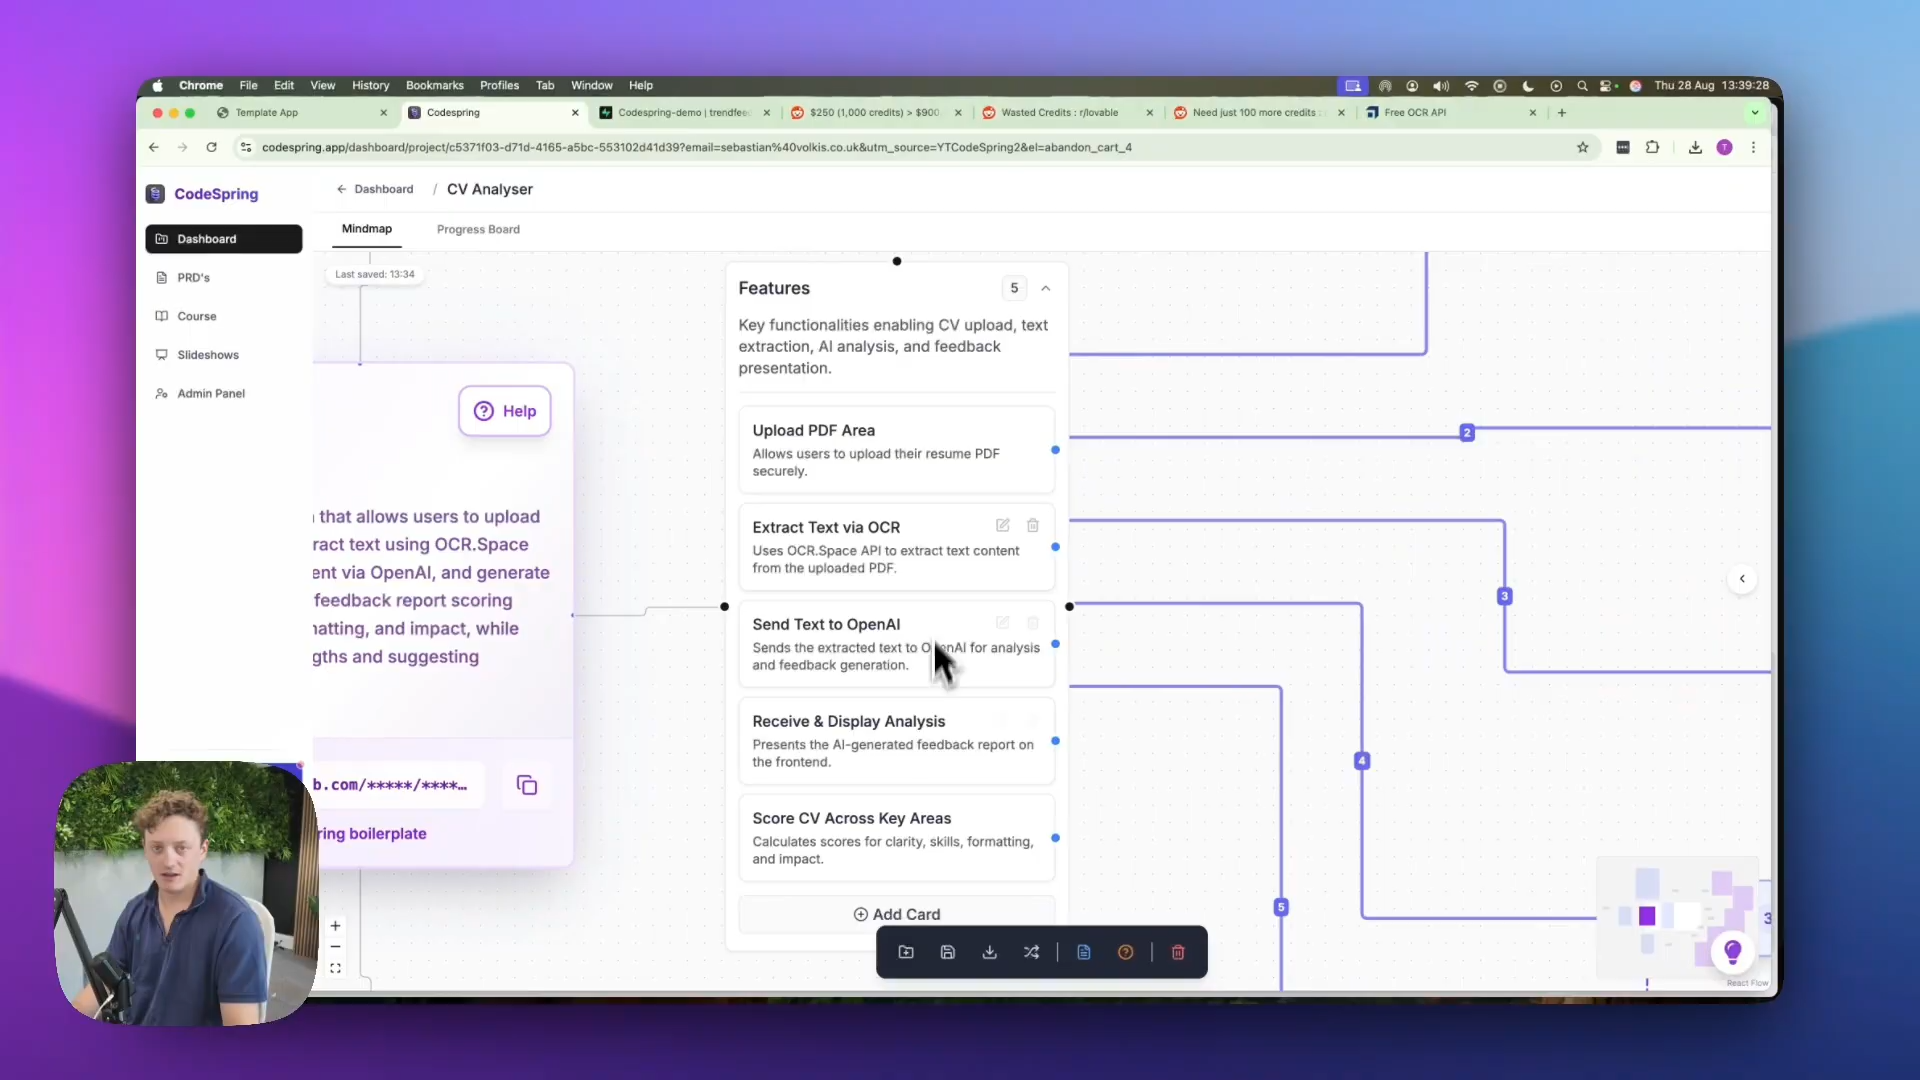 Chrome File Edit View History Bookmarks Profiles Tab Window Help Thu 28 Aug 13:39:28
Template App Codespring Codespring-demo | trendfee $250 (1,000 credits) > $900 Wasted Credits : r/lovable Need just 100 more credits : Free OCR API
codespring.app/dashboard/project/c5371f03-d71d-4165-a5bc-553102d41d39?email=sebastian%40volkis.co.uk&utm_source=YTCodeSpring2&el=abandon_cart_4 T
CodeSpring
Dashboard / CV Analyser
Dashboard
PRD's
Course
Slideshows
Admin Panel
Mindmap Progress Board
Last saved: 13:34
Help
that allows users to upload
ract text using OCR.Space
ent via OpenAI, and generate
feedback report scoring
natting, and impact, while
gths and suggesting
b.com/*****/****…
ring boilerplate
Features 5
Key functionalities enabling CV upload, text
extraction, AI analysis, and feedback
presentation.
Upload PDF Area
Allows users to upload their resume PDF
securely.
Extract Text via OCR
Uses OCR.Space API to extract text content
from the uploaded PDF.
Send Text to OpenAI
Sends the extracted text to OpenAI for analysis
and feedback generation.
Receive & Display Analysis
Presents the AI-generated feedback report on
the frontend.
Score CV Across Key Areas
Calculates scores for clarity, skills, formatting,
and impact.
Add Card
2
3
4
5
3
React Flow